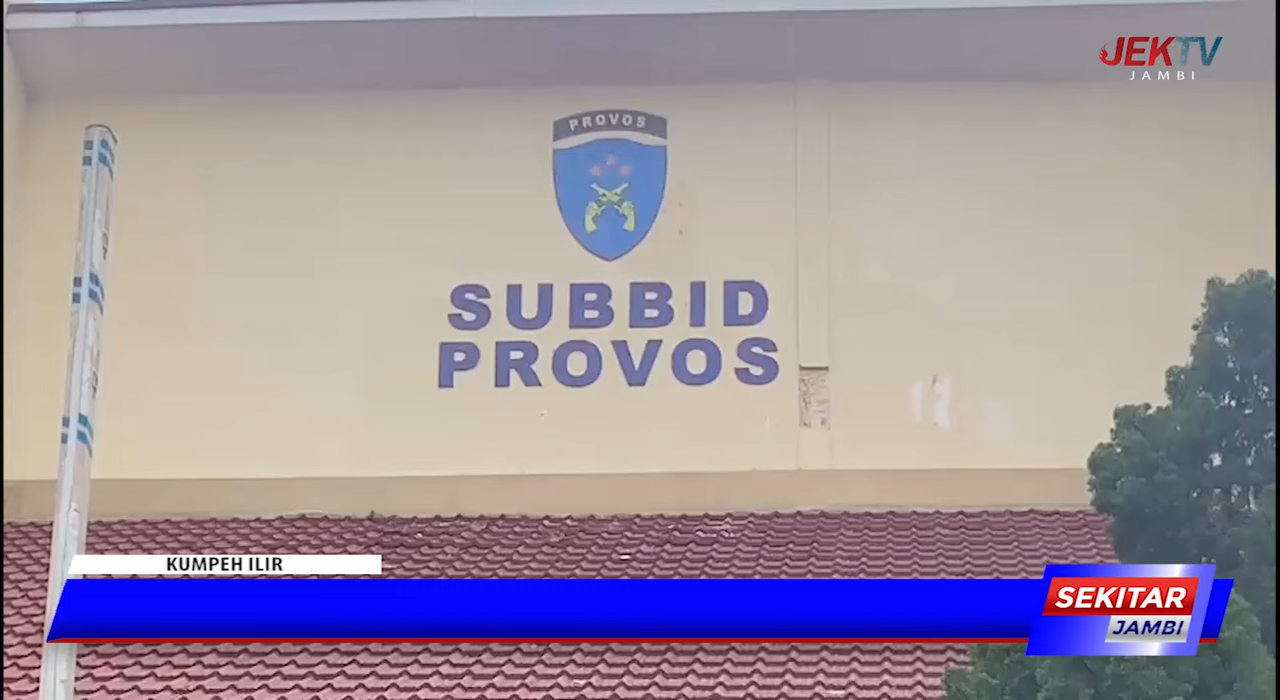 JEKTV
JAMBI
PROVOS
SUBBID
PROVOS
KUMPEH ILIR
SEKITAR
JAMBI